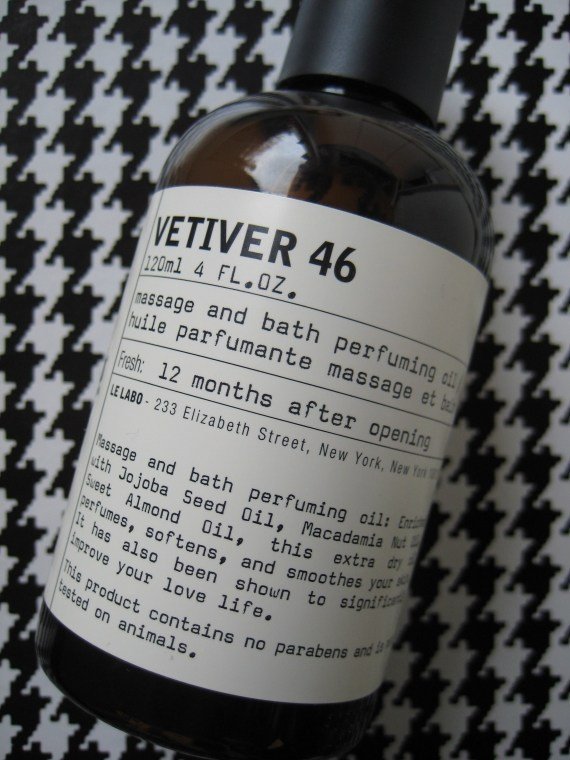 VETIVER 46
120ml 4 FL.OZ.
massage and bath perfuming oil
huile parfumante massage et
Fresh: 12 months after opening
LE LABO - 233 Elizabeth Street, New York, New York
Massage and bath perfuming oil:
with Jojoba Seed Oil, Macadamia Nut
Sweet Almond Oil, this extra dry
perfumes, softens, and smoothes your
It has also been shown to
improve your love life.
This product contains no parabens and is
tested on animals.